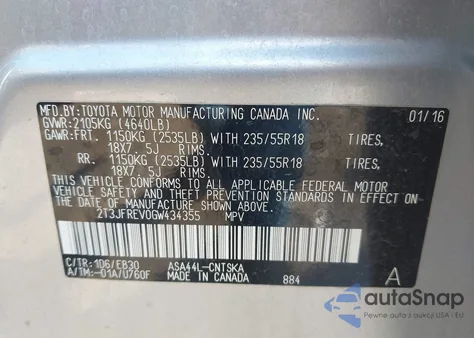 MFD.BY:TOYOTA MOTOR MANUFACTURING CANADA INC. 01/16
GVWR:2105KG (4640LB)
GAWR:FRT. 1150KG (2535LB) WITH 235/55R18 TIRES,
18X7.5J RIMS.
RR. 1150KG (2535LB) WITH 235/55R18 TIRES,
18X7.5J RIMS.
THIS VEHICLE CONFORMS TO ALL APPLICABLE FEDERAL MOTOR
VEHICLE SAFETY AND THEFT PREVENTION STANDARDS IN EFFECT ON
THE DATE OF MANUFACTURE SHOWN ABOVE.
2T3JFREV0GW434355 MPV
C/TR:1D6/EB30 ASA44L-CNTSKA
A/TM:-01A/U760F MADE IN CANADA 884 A
autoSnap
Pewne auta z aukcji USA i EU